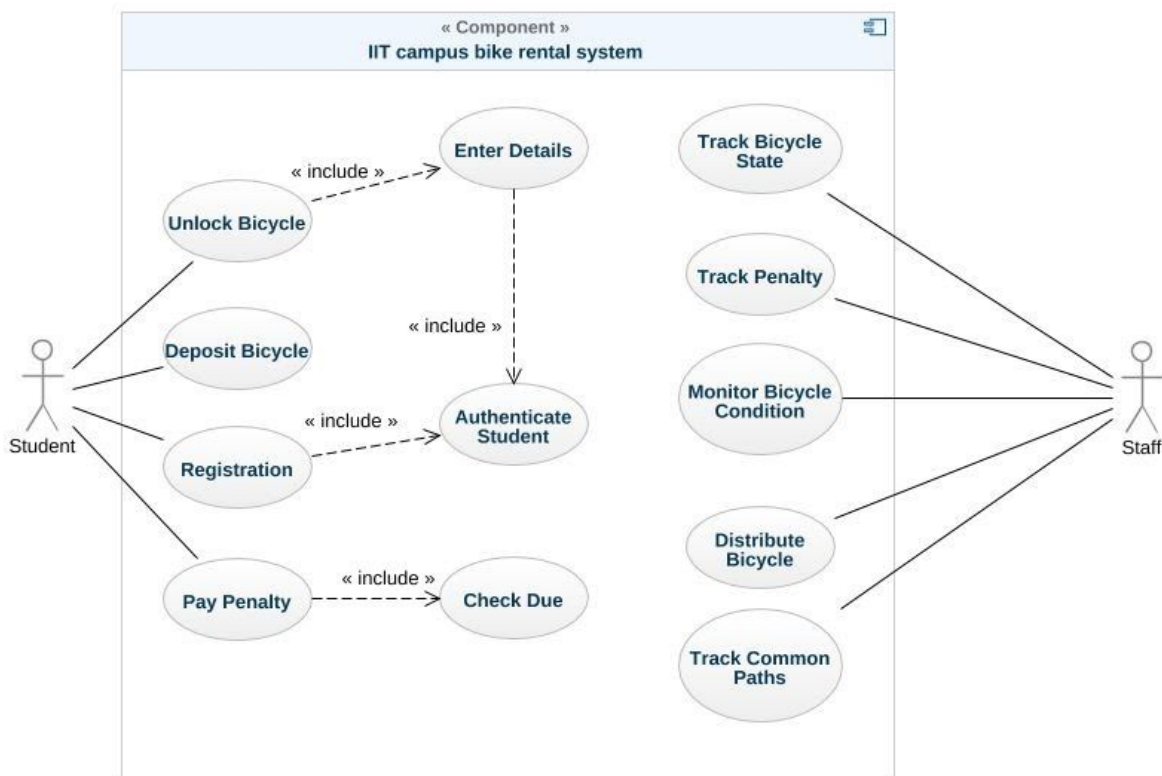 « Component »
IIT campus bike rental system
Enter Details
« include »
Unlock Bicycle
« include »
Deposit Bicycle
Authenticate
Student
« include »
Registration
Student
Pay Penalty
« include »
Check Due
Track Bicycle
State
Track Penalty
Monitor Bicycle
Condition
Distribute
Bicycle
Track Common
Paths
Staff